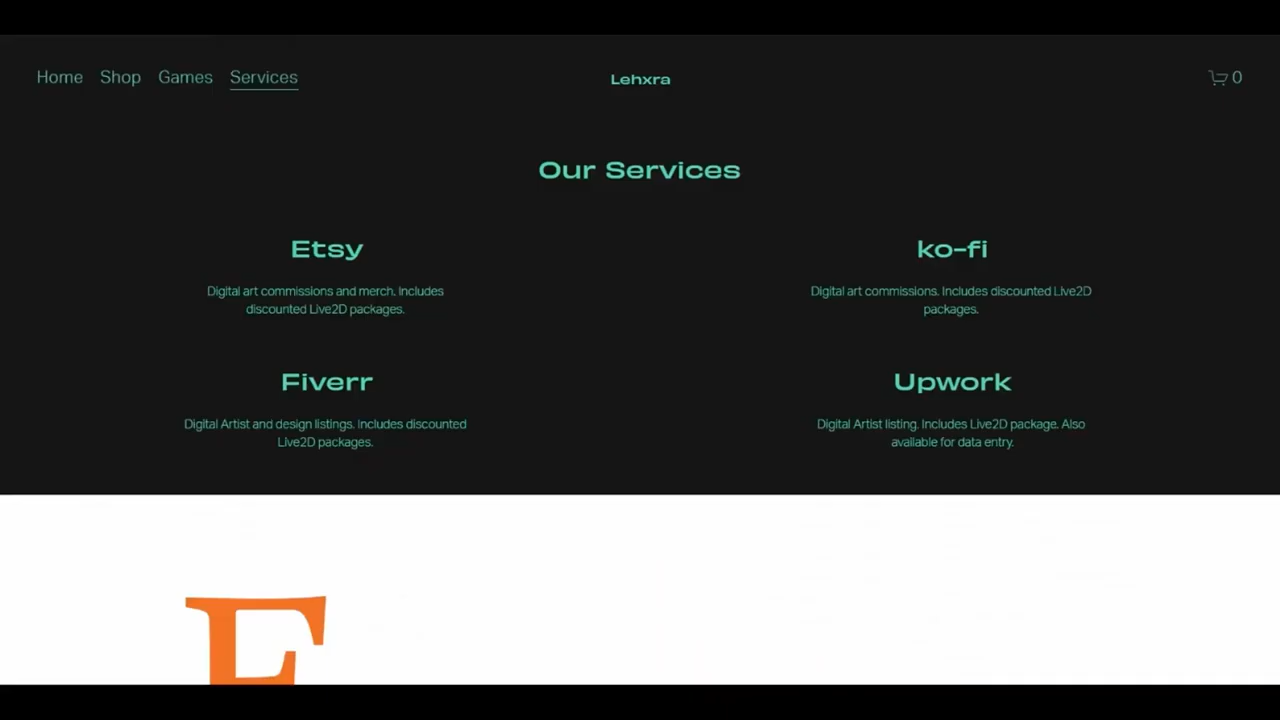 Home Shop Games Services
Lehxra
0
Our Services
Etsy
Digital art commissions and merch. Includes
discounted Live2D packages.
ko-fi
Digital art commissions. Includes discounted Live2D
packages.
Fiverr
Digital Artist and design listings. Includes discounted
Live2D packages.
Upwork
Digital Artist listing. Includes Live2D package. Also
available for data entry.
E